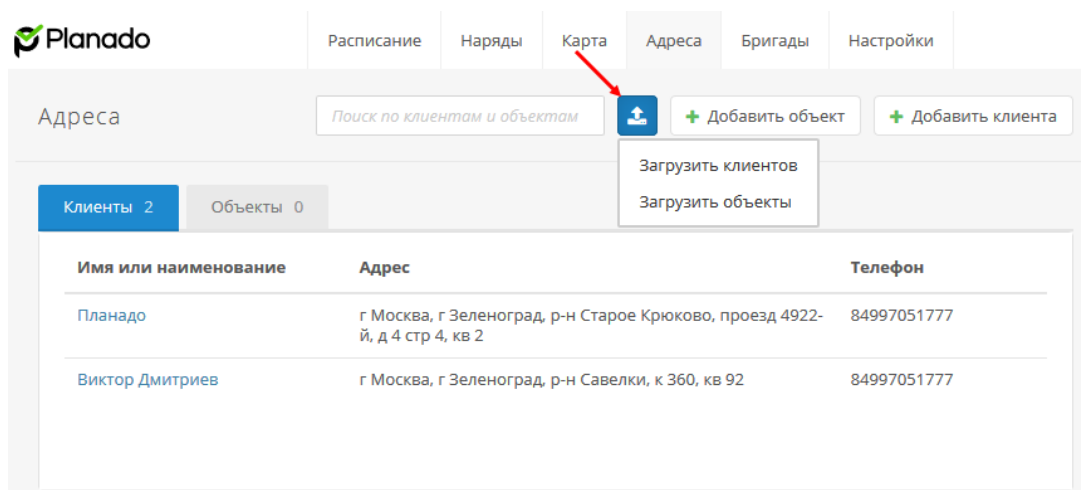 Planado
Расписание Наряды Карта Адреса Бригады Настройки
Адреса Поиск по клиентам и объектам + Добавить объект + Добавить клиента
Загрузить клиентов
Загрузить объекты
Клиенты 2 Объекты 0
Имя или наименование Адрес Телефон
Планадо г Москва, г Зеленоград, р-н Старое Крюково, проезд 4922- 84997051777
й, д 4 стр 4, кв 2
Виктор Дмитриев г Москва, г Зеленоград, р-н Савелки, к 360, кв 92 84997051777